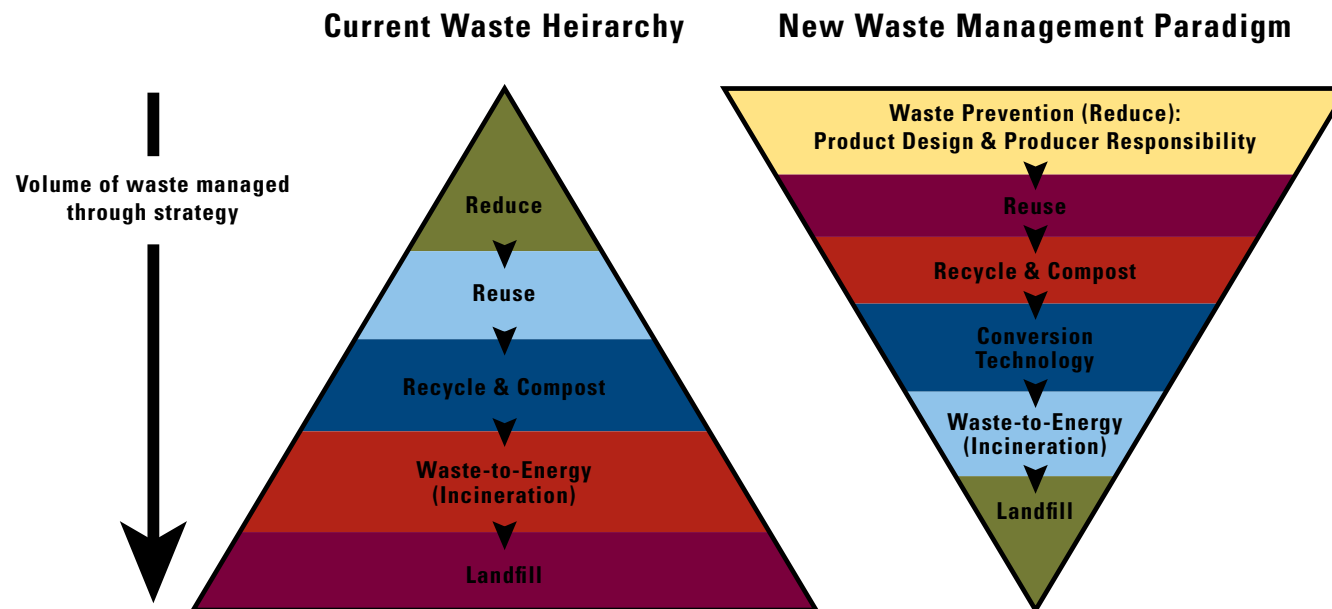 Current Waste Heirarchy
New Waste Management Paradigm
Volume of waste managed
through strategy
Reduce
Reuse
Recycle & Compost
Waste-to-Energy
(Incineration)
Landfill
Waste Prevention (Reduce):
Product Design & Producer Responsibility
Reuse
Recycle & Compost
Conversion
Technology
Waste-to-Energy
(Incineration)
Landfill